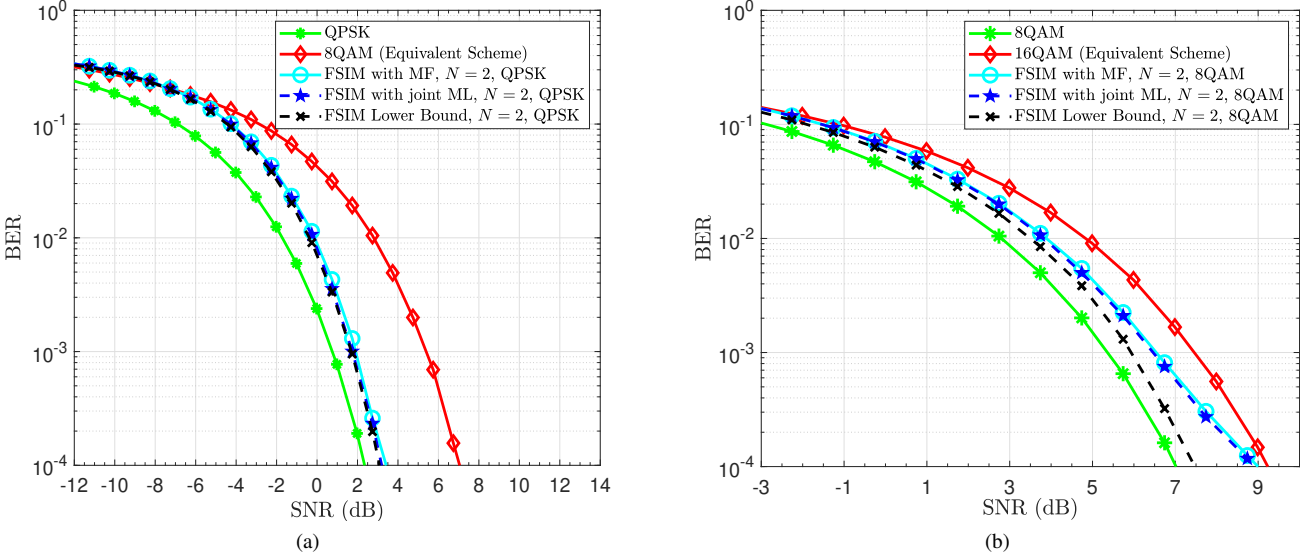 10^0
10^-1
10^-2
10^-3
10^-4
BER
-12 -10 -8 -6 -4 -2 0 2 4 6 8 10 12 14
SNR (dB)
QPSK
8QAM (Equivalent Scheme)
FSIM with MF, N = 2, QPSK
FSIM with joint ML, N = 2, QPSK
FSIM Lower Bound, N = 2, QPSK
(a)
10^0
10^-1
10^-2
10^-3
10^-4
BER
-3 -1 1 3 5 7 9
SNR (dB)
8QAM
16QAM (Equivalent Scheme)
FSIM with MF, N = 2, 8QAM
FSIM with joint ML, N = 2, 8QAM
FSIM Lower Bound, N = 2, 8QAM
(b)